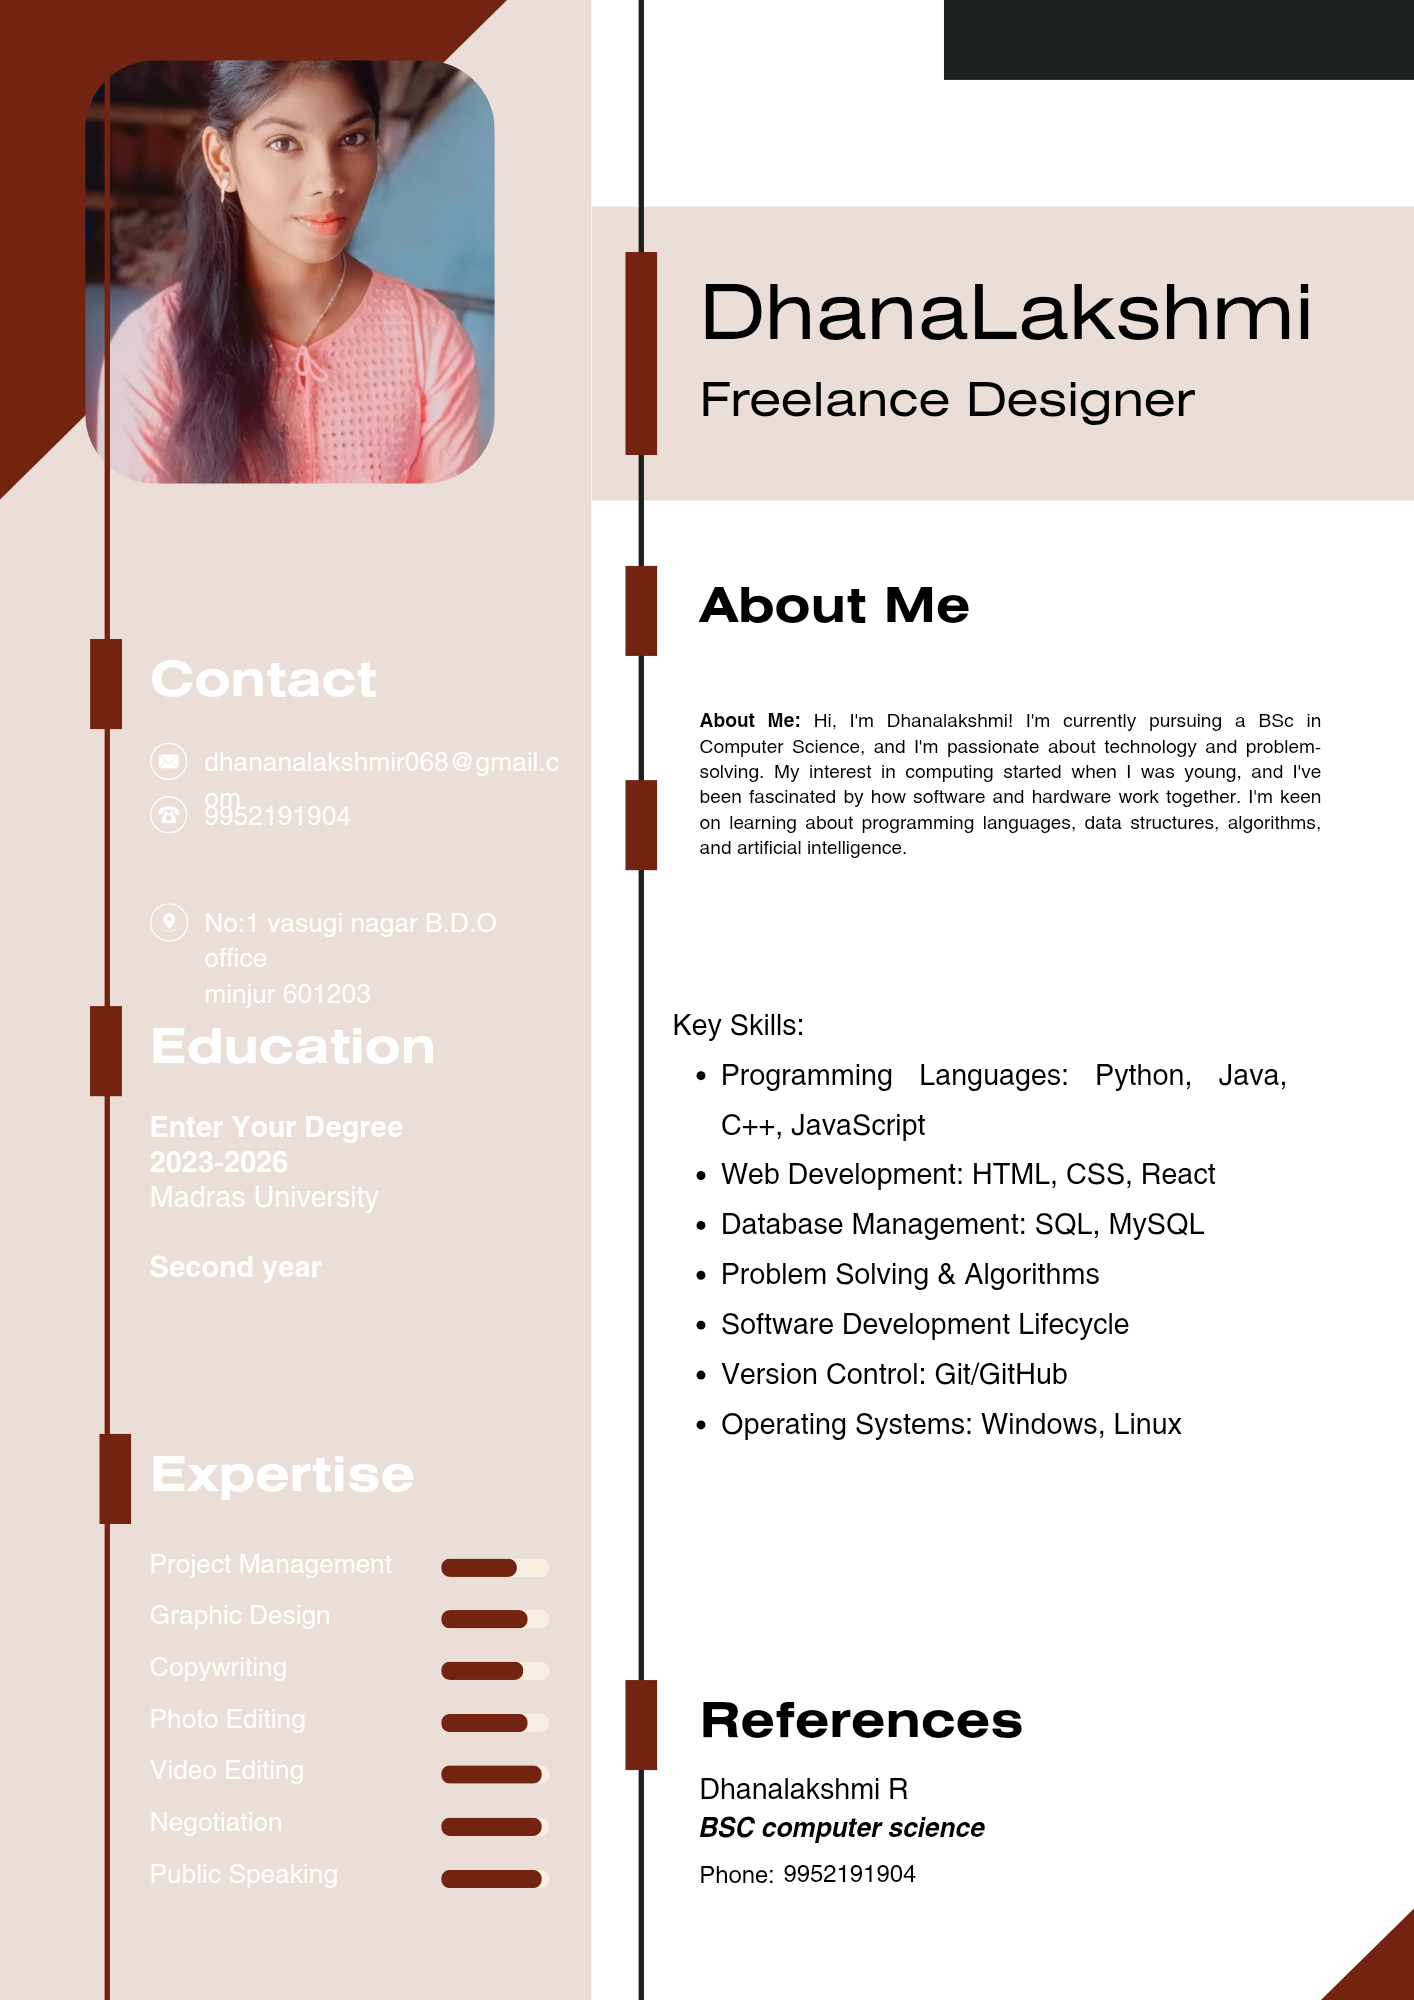 DhanaLakshmi
Freelance Designer
Contact
dhananalakshmir068@gmail.c
om
9952191904
No:1 vasugi nagar B.D.O
office
minjur 601203
Education
Enter Your Degree
2023-2026
Madras University
Second year
Expertise
Project Management
Graphic Design
Copywriting
Photo Editing
Video Editing
Negotiation
Public Speaking
About Me
About Me: Hi, I'm Dhanalakshmi! I'm currently pursuing a BSc in
Computer Science, and I'm passionate about technology and problem-
solving. My interest in computing started when I was young, and I've
been fascinated by how software and hardware work together. I'm keen
on learning about programming languages, data structures, algorithms,
and artificial intelligence.
Key Skills:
• Programming Languages: Python, Java,
C++, JavaScript
• Web Development: HTML, CSS, React
• Database Management: SQL, MySQL
• Problem Solving & Algorithms
• Software Development Lifecycle
• Version Control: Git/GitHub
• Operating Systems: Windows, Linux
References
Dhanalakshmi R
BSC computer science
Phone: 9952191904